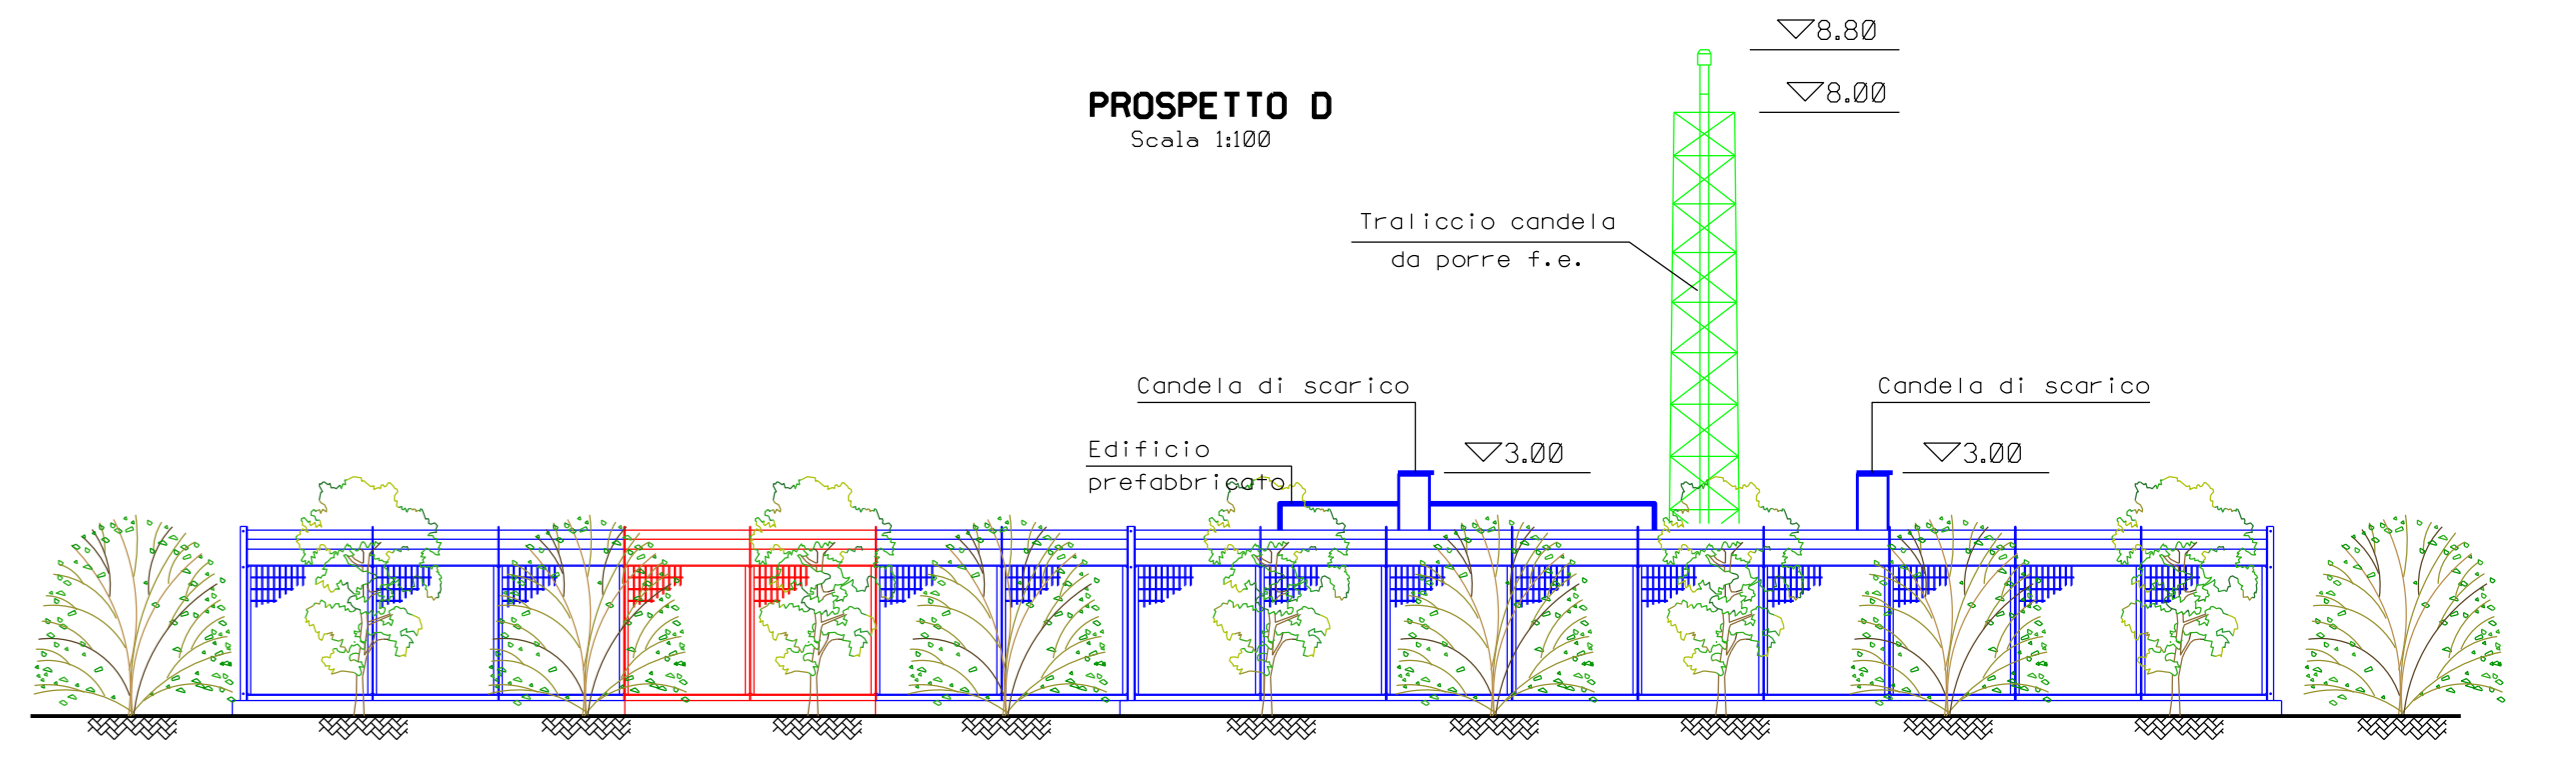 8.80
PROSPETTO D
8.00
Scala 1:100
Traliccio candela
da porre f.e.
Candela di scarico
Candela di scarico
Edificio
prefabbricato
3.00
3.00